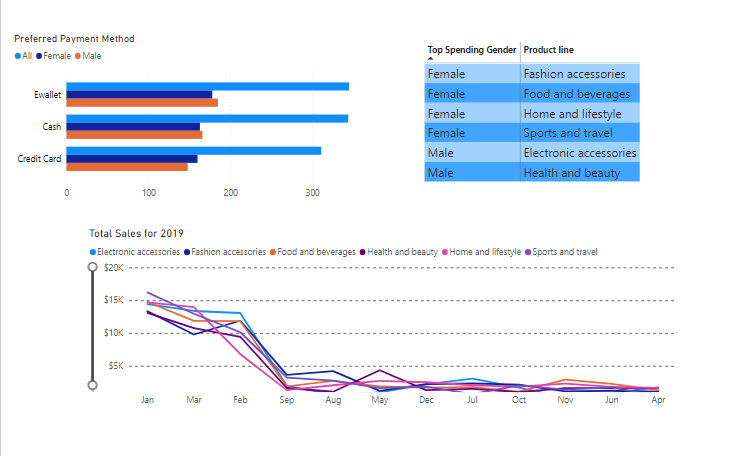 Preferred Payment Method
All Female Male
Ewallet
Cash
Credit Card
0 100 200 300
Top Spending Gender Product line
Female Fashion accessories
Female Food and beverages
Female Home and lifestyle
Female Sports and travel
Male Electronic accessories
Male Health and beauty
Total Sales for 2019
Electronic accessories Fashion accessories Food and beverages Health and beauty Home and lifestyle Sports and travel
$20K
$15K
$10K
$5K
Jan Mar Feb Sep Aug May Dec Jul Oct Nov Jun Apr